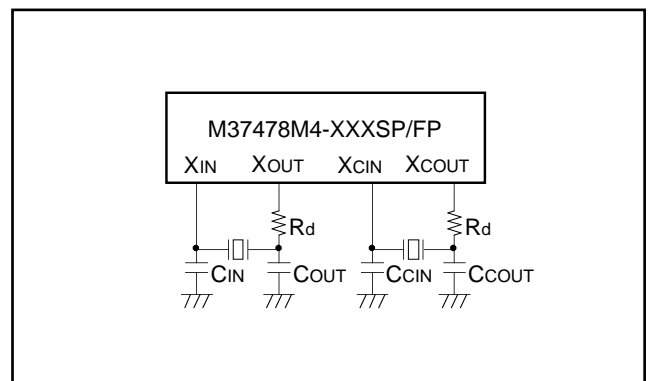 M37478M4-XXXSP/FP
XIN XOUT XCIN XCOUT
Rd Rd
CIN COUT CCIN CCOUT